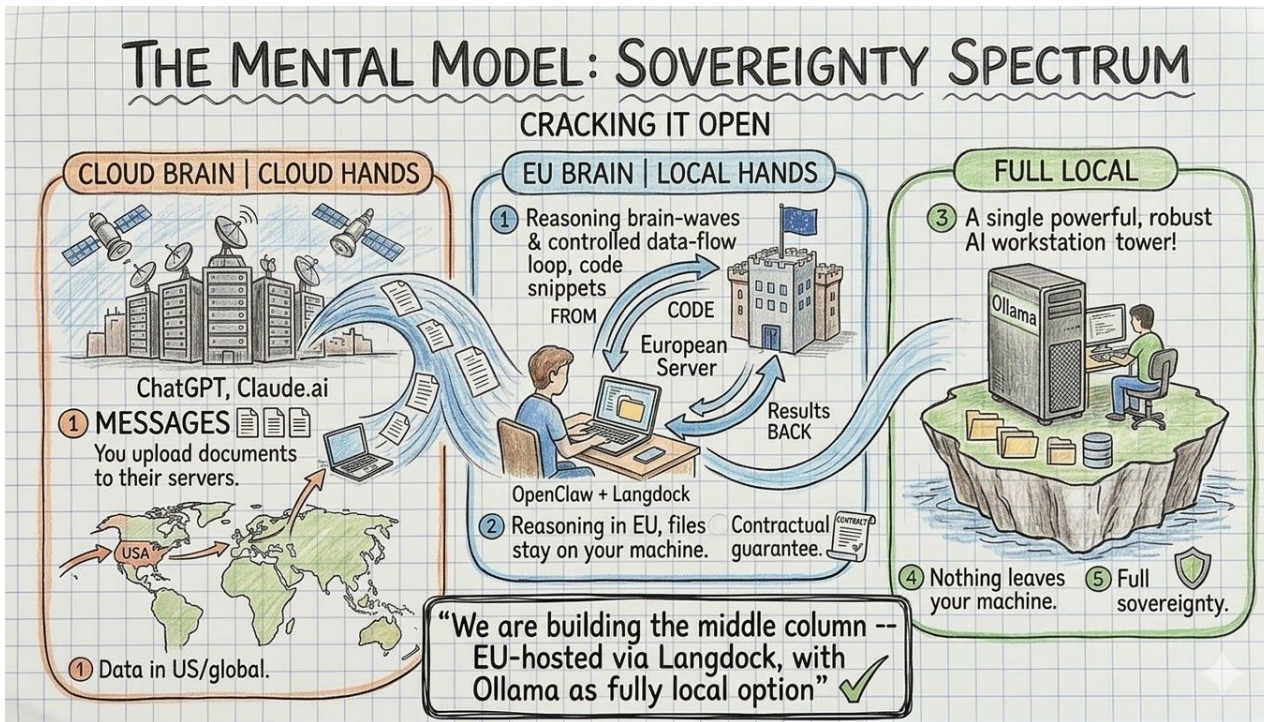 THE MENTAL MODEL: SOVEREIGNTY SPECTRUM
CRACKING IT OPEN
CLOUD BRAIN | CLOUD HANDS
ChatGPT, Claude.ai
1 MESSAGES
You upload documents
to their servers.
USA
1 Data in US/global.
EU BRAIN | LOCAL HANDS
1 Reasoning brain-waves
& controlled data-flow
loop, code
snippets
FROM
CODE
European
Server
Results
BACK
OpenClaw + Langdock
2 Reasoning in EU, files
stay on your machine.
Contractual
guarantee.
CONTRACT
FULL LOCAL
3 A single powerful, robust
AI workstation tower!
Ollama
4 Nothing leaves
your machine.
5 Full
sovereignty.
"We are building the middle column --
EU-hosted via Langdock, with
Ollama as fully local option"